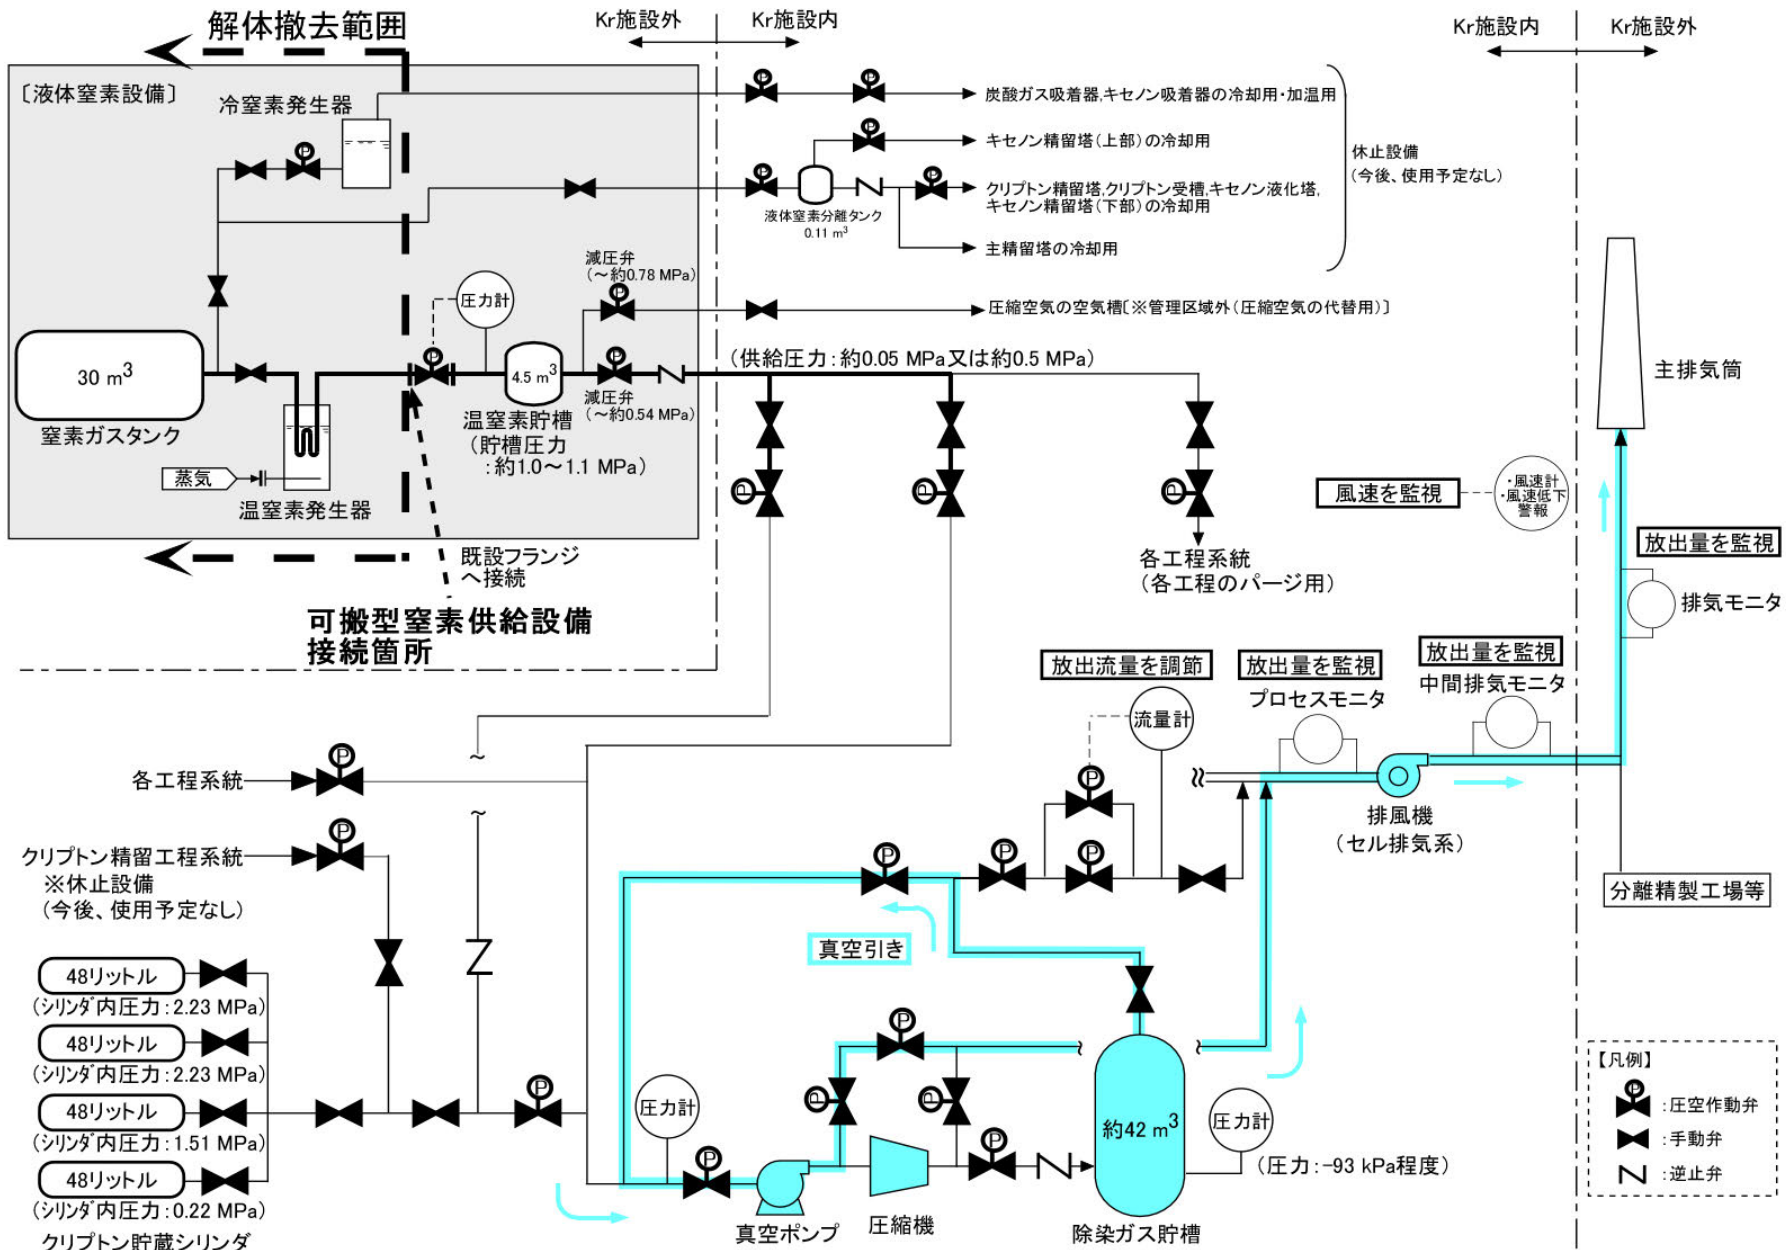 解体撤去範囲
Kr施設外
Kr施設内
Kr施設内
Kr施設外
〔液体窒素設備〕
冷窒素発生器
P
P
P
炭酸ガス吸着器,キセノン吸着器の冷却用・加温用
P
キセノン精留塔(上部)の冷却用
休止設備
(今後、使用予定なし)
P
P
P
クリプトン精留塔,クリプトン受槽,キセノン液化塔,
キセノン精留塔(下部)の冷却用
液体窒素分離タンク
0.11 m³
主精留塔の冷却用
減圧弁
(～約0.78 MPa)
P
圧力計
圧縮空気の空気槽〔※管理区域外(圧縮空気の代替用)〕
30 m³
窒素ガスタンク
P
4.5 m³
P
(供給圧力:約0.05 MPa又は約0.5 MPa)
減圧弁
(～約0.54 MPa)
温窒素貯槽
(貯槽圧力
:約1.0～1.1 MPa)
蒸気
温窒素発生器
P
P
P
主排気筒
風速を監視
・風速計
・風速低下
警報
既設フランジ
へ接続
各工程系統
(各工程のパージ用)
放出量を監視
排気モニタ
可搬型窒素供給設備
接続箇所
放出流量を調節
放出量を監視
放出量を監視
プロセスモニタ
中間排気モニタ
流量計
P
各工程系統
P
排風機
(セル排気系)
クリプトン精留工程系統
※休止設備
(今後、使用予定なし)
P
P
P
P
分離精製工場等
真空引き
48リットル
(シリンダ内圧力:2.23 MPa)
48リットル
(シリンダ内圧力:2.23 MPa)
48リットル
(シリンダ内圧力:1.51 MPa)
48リットル
(シリンダ内圧力:0.22 MPa)
クリプトン貯蔵シリンダ
P
P
P
P
圧力計
P
P
真空ポンプ
圧縮機
約42 m³
除染ガス貯槽
圧力計
(圧力:-93 kPa程度)
【凡例】
P
:圧空作動弁
:手動弁
:逆止弁